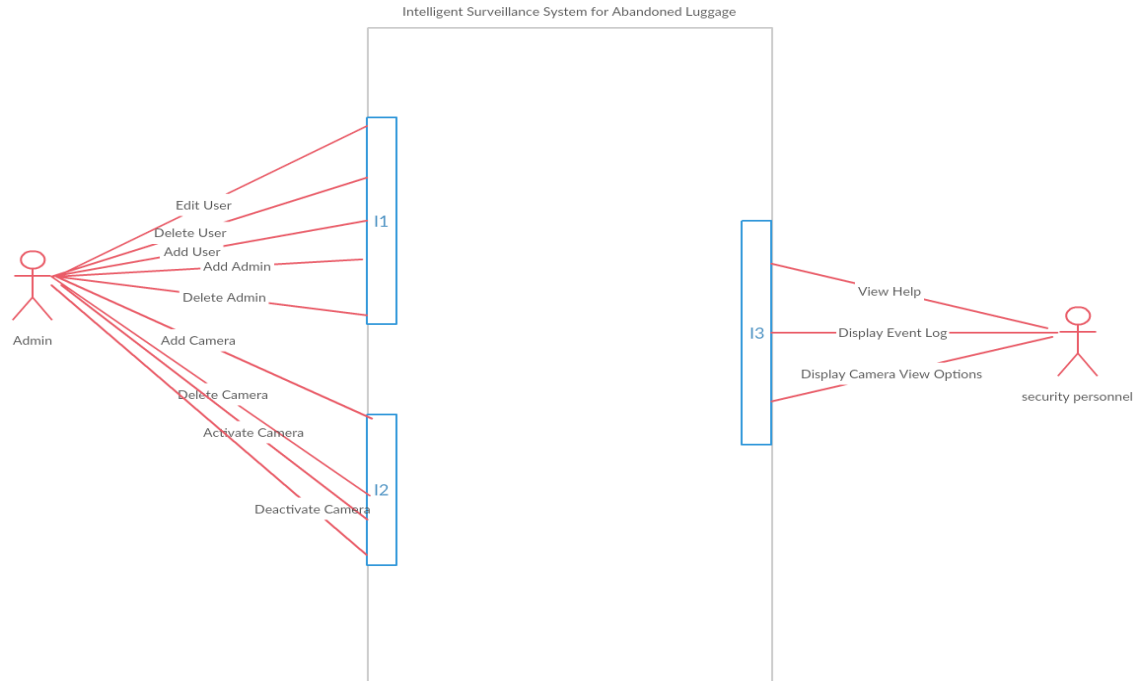 Intelligent Surveillance System for Abandoned Luggage
Edit User
Delete User
Add User
Add Admin
Delete Admin
I1
Admin
Add Camera
Delete Camera
Activate Camera
Deactivate Camera
I2
I3
View Help
Display Event Log
Display Camera View Options
security personnel